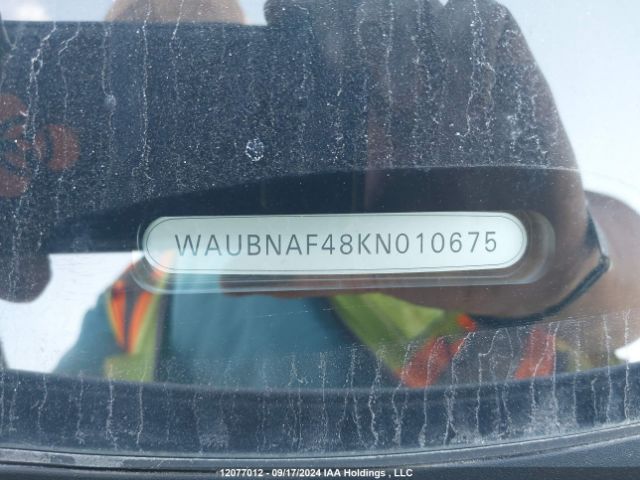 WAUBNAF48KN010675
12077012 - 09/17/2024 IAA Holdings , LLC